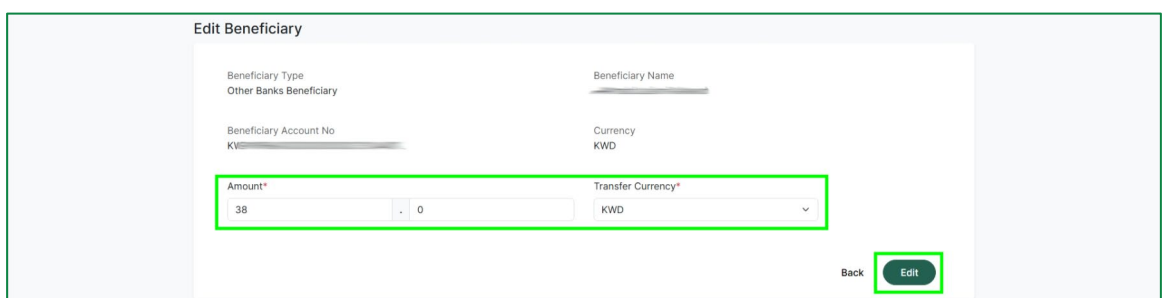 Edit Beneficiary
Beneficiary Type Beneficiary Name
Other Banks Beneficiary
Beneficiary Account No Currency
KWD
Amount* Transfer Currency*
38 . 0 KWD
Back Edit